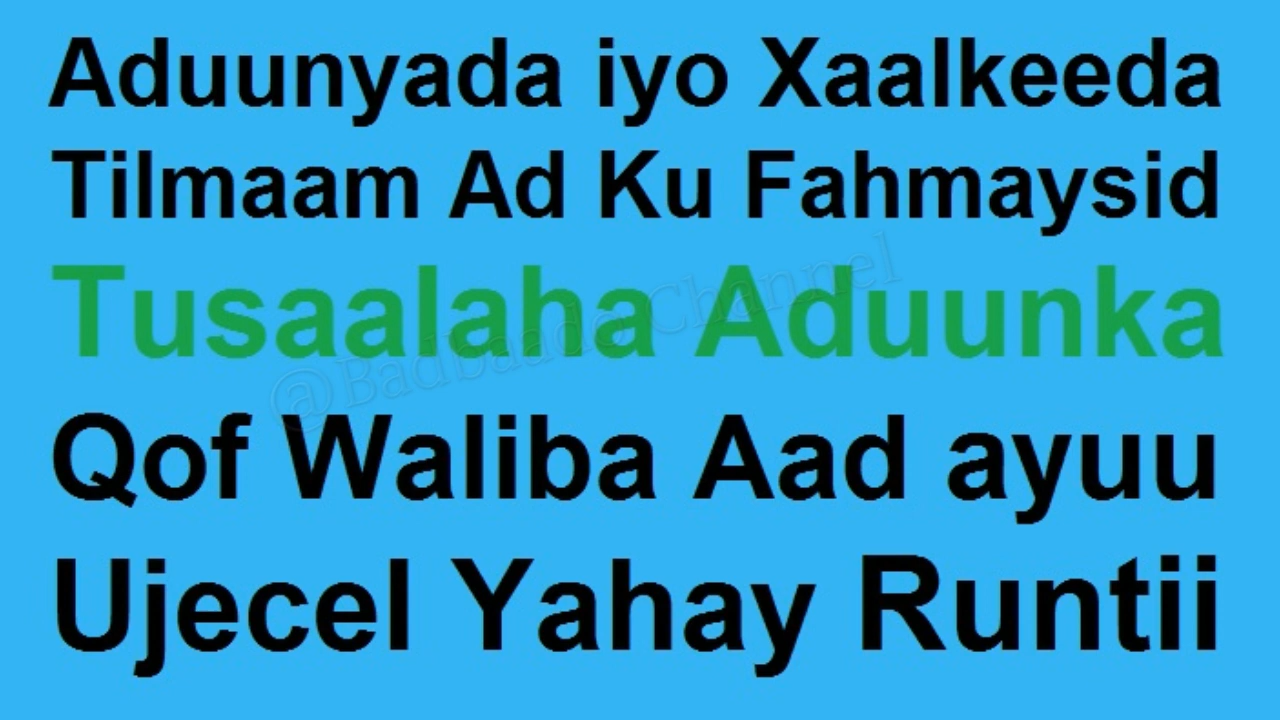 Aduunyada iyo Xaalkeeda
Tilmaam Ad Ku Fahmaysid
Tusaalaha Aduunka
@Badbaado Channel
Qof Waliba Aad ayuu
Ujecel Yahay Runtii